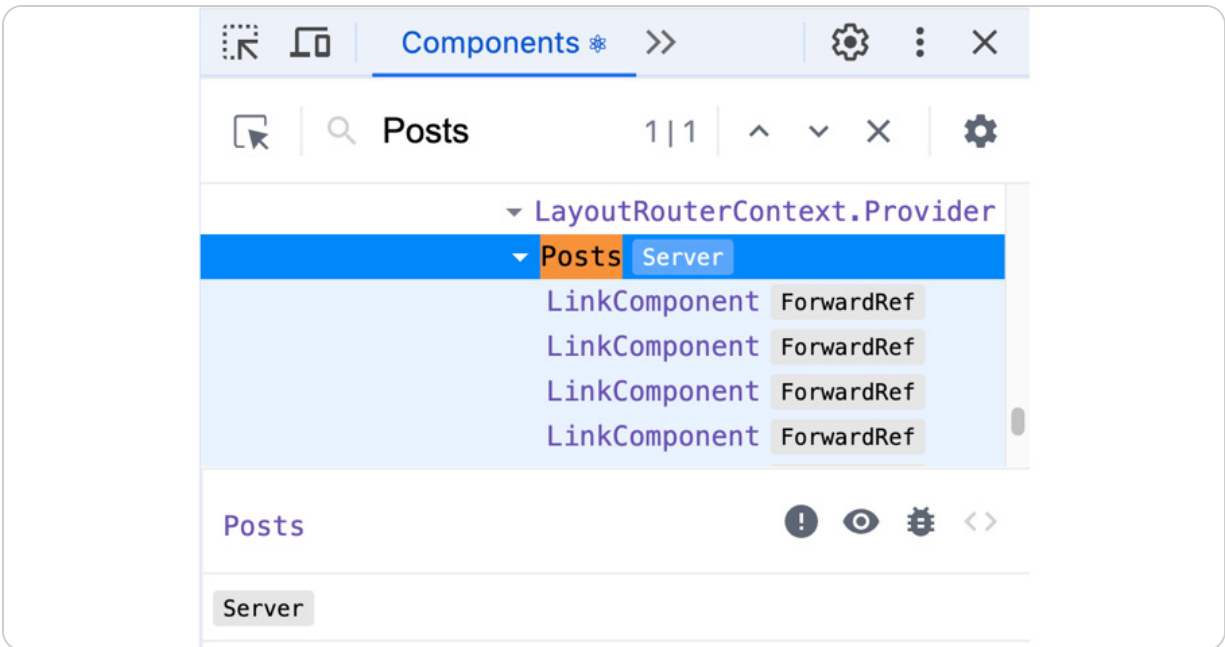 Components
Posts 1|1
LayoutRouterContext.Provider
Posts Server
LinkComponent ForwardRef
LinkComponent ForwardRef
LinkComponent ForwardRef
LinkComponent ForwardRef
Posts
Server